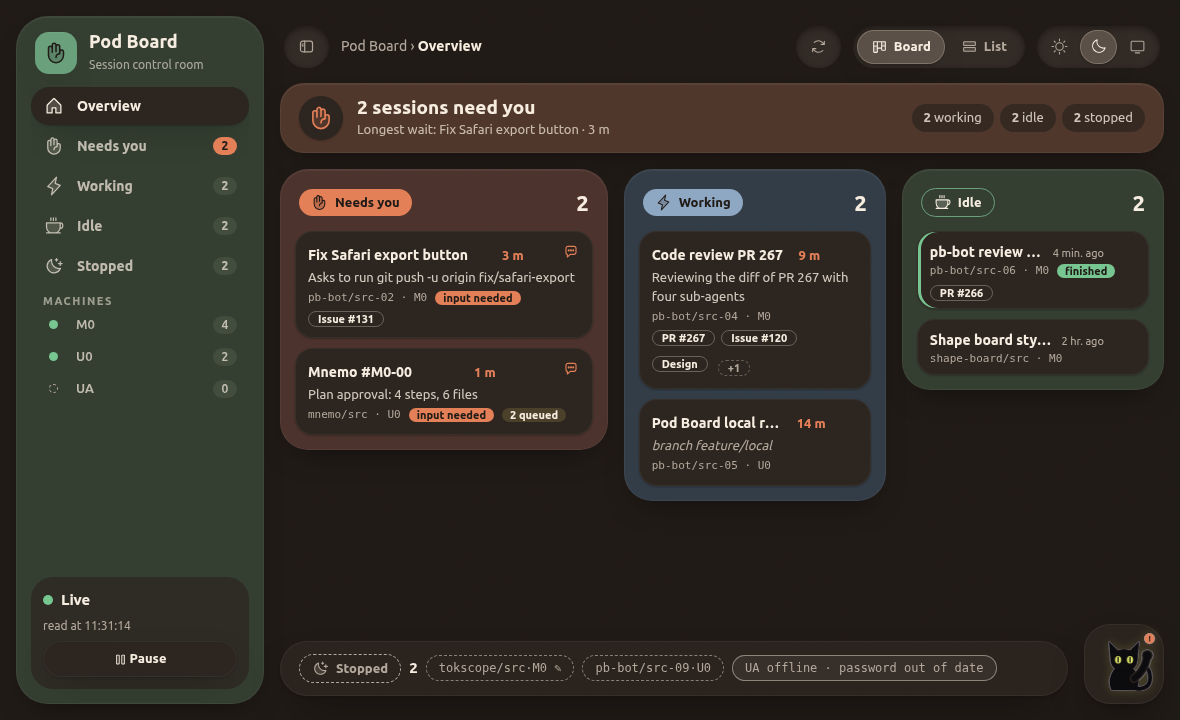 Pod Board
Session control room
Overview
Needs you 2
Working 2
Idle 2
Stopped 2
MACHINES
M0 4
U0 2
UA 0
Live
read at 11:31:14
Pause
Pod Board › Overview
Board
List
2 sessions need you
Longest wait: Fix Safari export button · 3 m
2 working
2 idle
2 stopped
Needs you 2
Fix Safari export button 3 m
Asks to run git push -u origin fix/safari-export
pb-bot/src-02 · M0 input needed
Issue #131
Mnemo #M0-00 1 m
Plan approval: 4 steps, 6 files
mnemo/src · U0 input needed 2 queued
Working 2
Code review PR 267 9 m
Reviewing the diff of PR 267 with
four sub-agents
pb-bot/src-04 · M0
PR #267 Issue #120
Design +1
Pod Board local r… 14 m
branch feature/local
pb-bot/src-05 · U0
Idle 2
pb-bot review … 4 min. ago
pb-bot/src-06 · M0 finished
PR #266
Shape board sty… 2 hr. ago
shape-board/src · M0
Stopped 2
tokscope/src·M0 ✎
pb-bot/src-09·U0
UA offline · password out of date
!